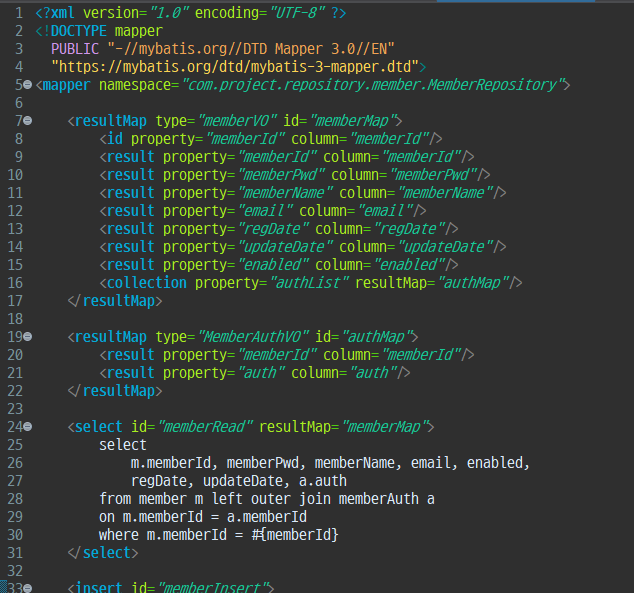 1 <?xml version="1.0" encoding="UTF-8" ?>
2 <!DOCTYPE mapper
3 PUBLIC "-//mybatis.org//DTD Mapper 3.0//EN"
4 "https://mybatis.org/dtd/mybatis-3-mapper.dtd">
5 <mapper namespace="com.project.repository.member.MemberRepository">
6
7 <resultMap type="memberVO" id="memberMap">
8 <id property="memberId" column="memberId"/>
9 <result property="memberId" column="memberId"/>
10 <result property="memberPwd" column="memberPwd"/>
11 <result property="memberName" column="memberName"/>
12 <result property="email" column="email"/>
13 <result property="regDate" column="regDate"/>
14 <result property="updateDate" column="updateDate"/>
15 <result property="enabled" column="enabled"/>
16 <collection property="authList" resultMap="authMap"/>
17 </resultMap>
18
19 <resultMap type="MemberAuthVO" id="authMap">
20 <result property="memberId" column="memberId"/>
21 <result property="auth" column="auth"/>
22 </resultMap>
23
24 <select id="memberRead" resultMap="memberMap">
25 select
26 m.memberId, memberPwd, memberName, email, enabled,
27 regDate, updateDate, a.auth
28 from member m left outer join memberAuth a
29 on m.memberId = a.memberId
30 where m.memberId = #{memberId}
31 </select>
32
33 <insert id="memberInsert">